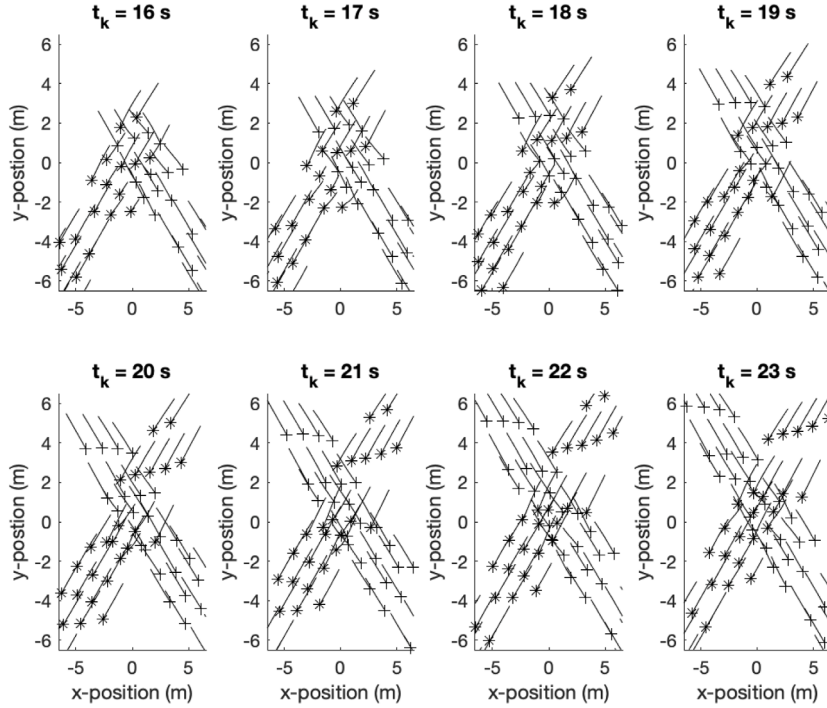 t_k = 16 s t_k = 17 s t_k = 18 s t_k = 19 s
6 6 6 6
4 4 4 4
y-postion (m) y-postion (m) y-postion (m) y-postion (m)
2 2 2 2
0 0 0 0
-2 -2 -2 -2
-4 -4 -4 -4
-6 -6 -6 -6
-5 0 5 -5 0 5 -5 0 5 -5 0 5
t_k = 20 s t_k = 21 s t_k = 22 s t_k = 23 s
6 6 6 6
4 4 4 4
y-postion (m) y-postion (m) y-postion (m) y-postion (m)
2 2 2 2
0 0 0 0
-2 -2 -2 -2
-4 -4 -4 -4
-6 -6 -6 -6
-5 0 5 -5 0 5 -5 0 5 -5 0 5
x-position (m) x-position (m) x-position (m) x-position (m)